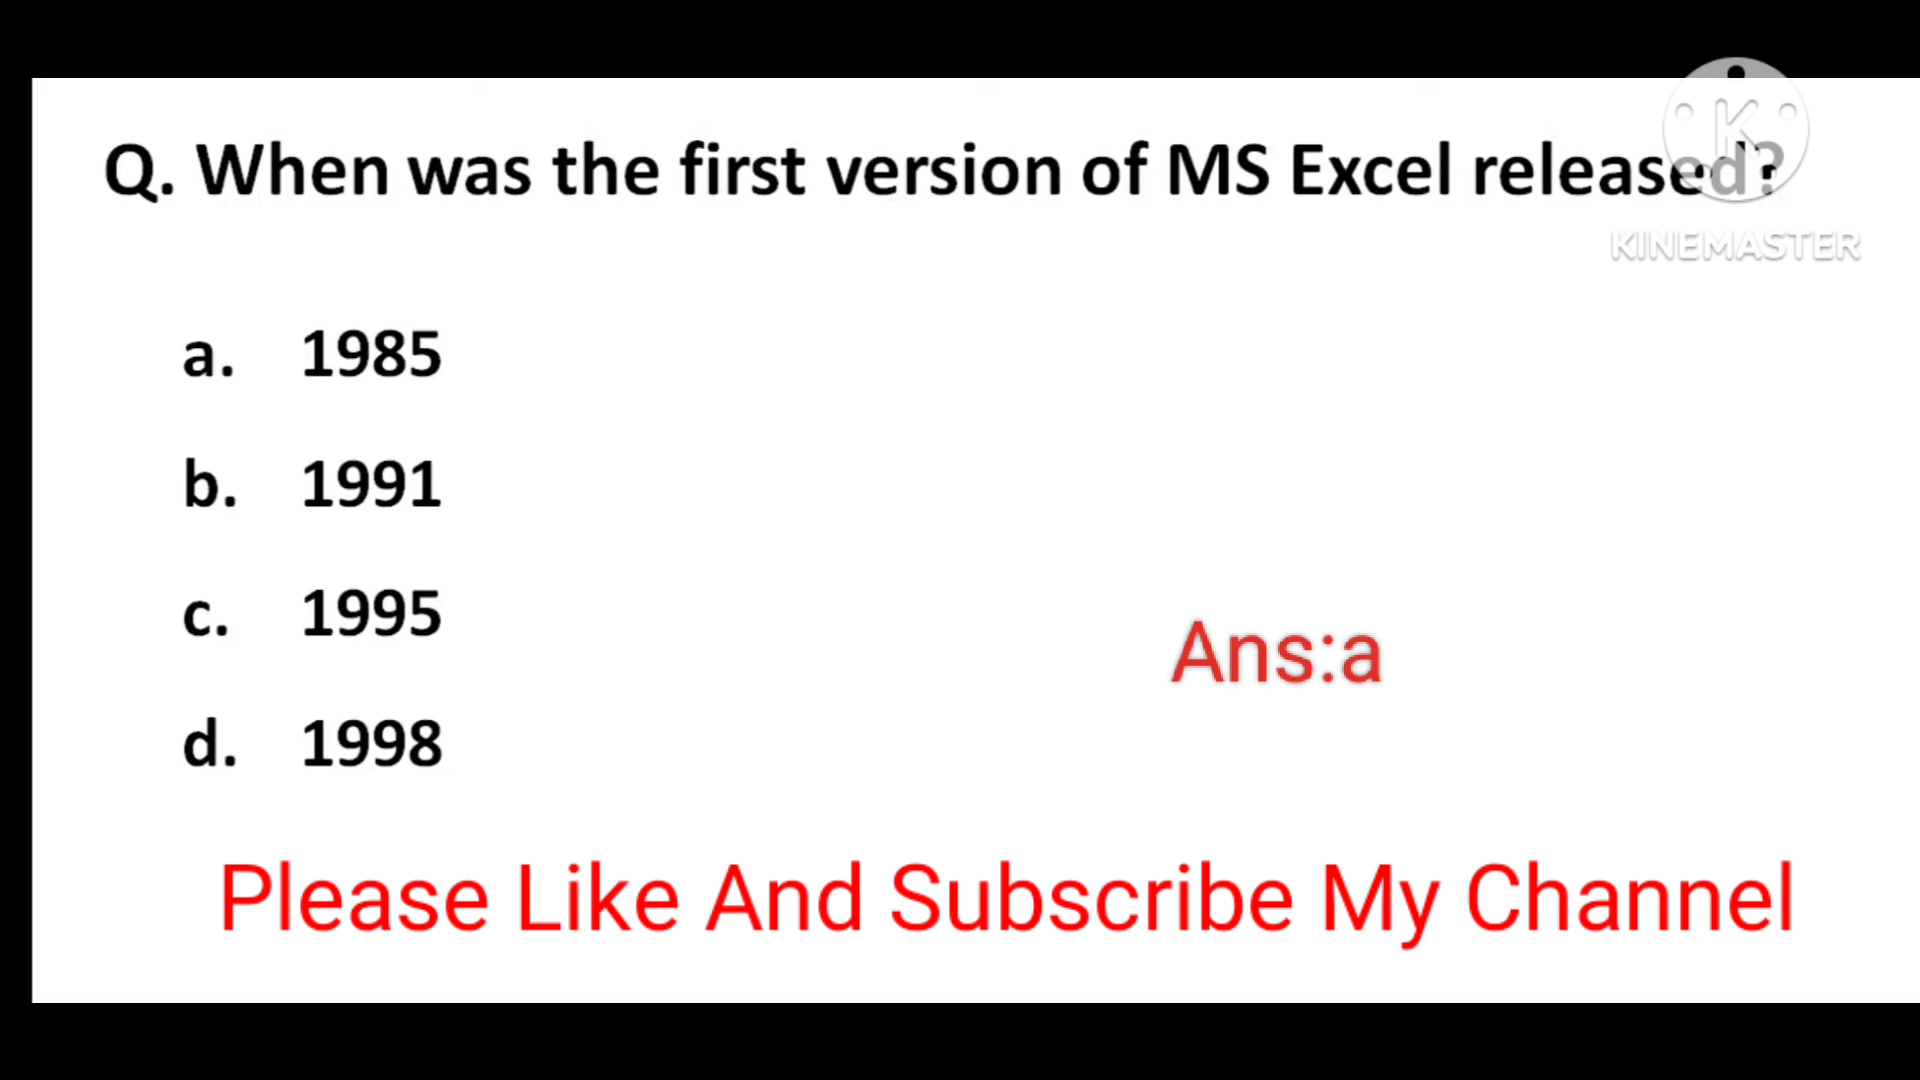 Q. When was the first version of MS Excel released?
KINEMASTER
a. 1985
b. 1991
c. 1995
Ans:a
d. 1998
Please Like And Subscribe My Channel